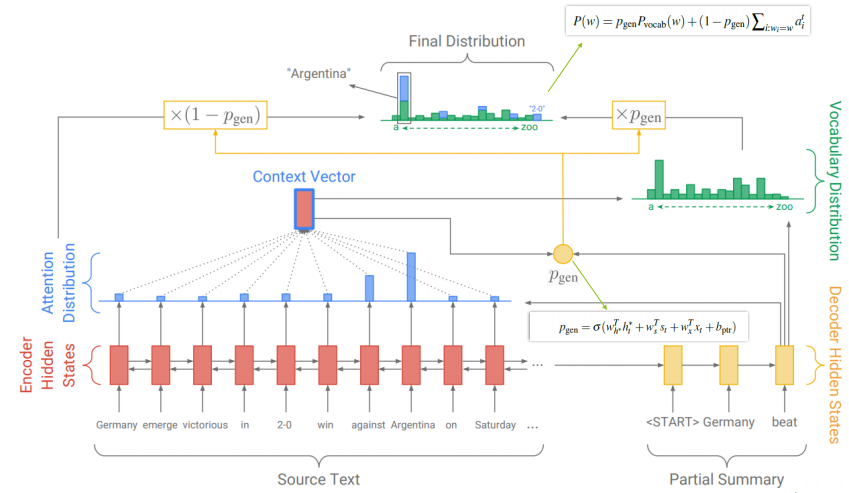 P(w) = p_gen P_vocab(w) + (1 − p_gen) ∑_{i:w_i=w} a_i^t
Final Distribution
"Argentina"
×(1 − p_gen)
"2-0"
×p_gen
a
zoo
Context Vector
a
zoo
Vocabulary Distribution
Attention
Distribution
p_gen
p_gen = σ(w_{h*}^T h_t^* + w_s^T s_t + w_x^T x_t + b_ptr)
Encoder
Hidden
States
...
Decoder Hidden States
Germany emerge victorious in 2-0 win against Argentina on Saturday ...
<START> Germany beat
Source Text
Partial Summary